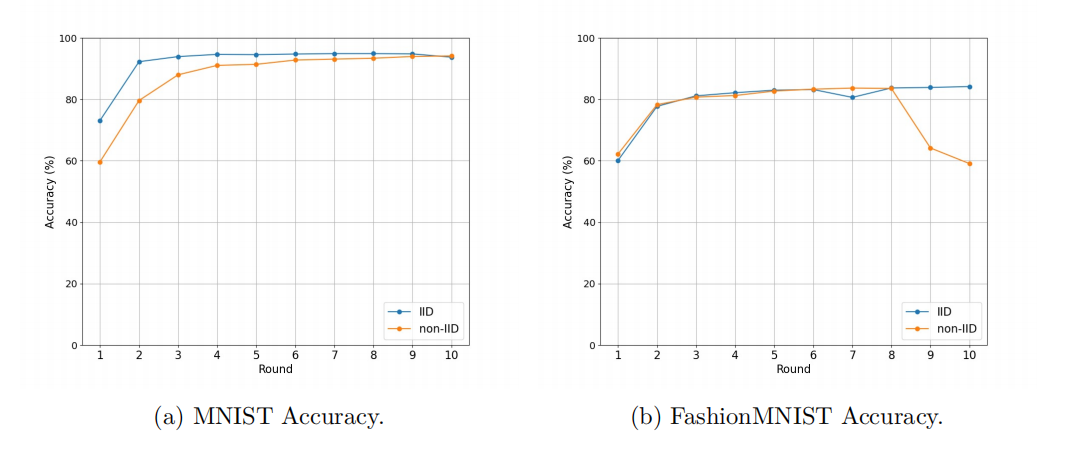 100
80
60
40
20
0
Accuracy (%)
1 2 3 4 5 6 7 8 9 10
Round
IID
non-IID
(a) MNIST Accuracy.
100
80
60
40
20
0
Accuracy (%)
1 2 3 4 5 6 7 8 9 10
Round
IID
non-IID
(b) FashionMNIST Accuracy.